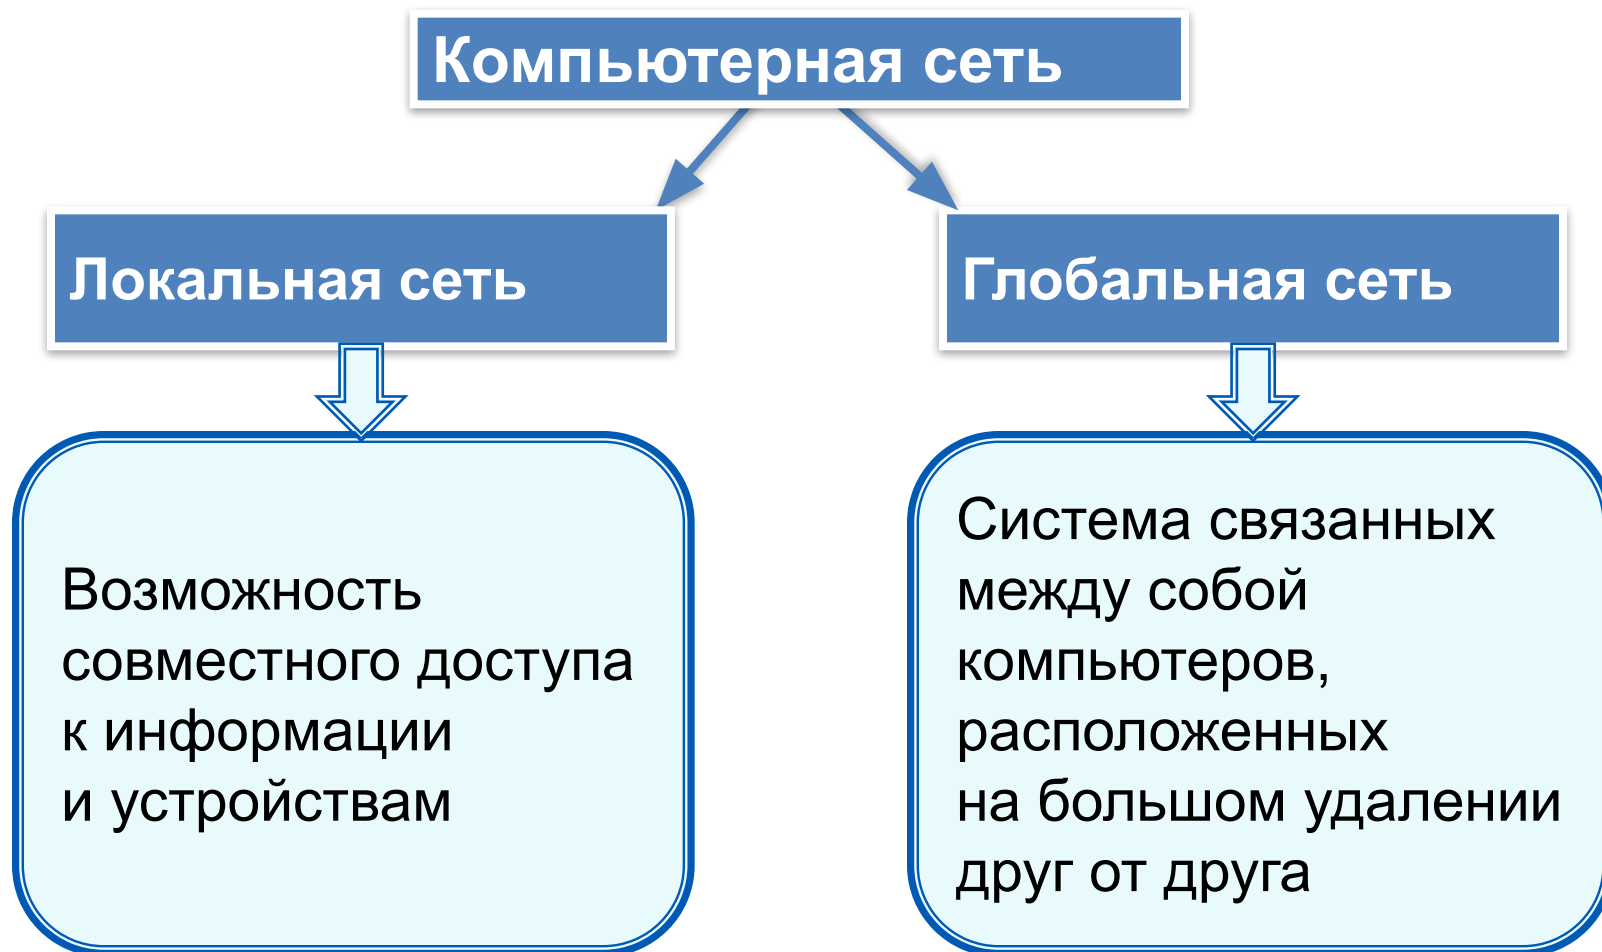 Компьютерная сеть
Локальная сеть
Глобальная сеть
Возможность
совместного доступа
к информации
и устройствам
Система связанных
между собой
компьютеров,
расположенных
на большом удалении
друг от друга